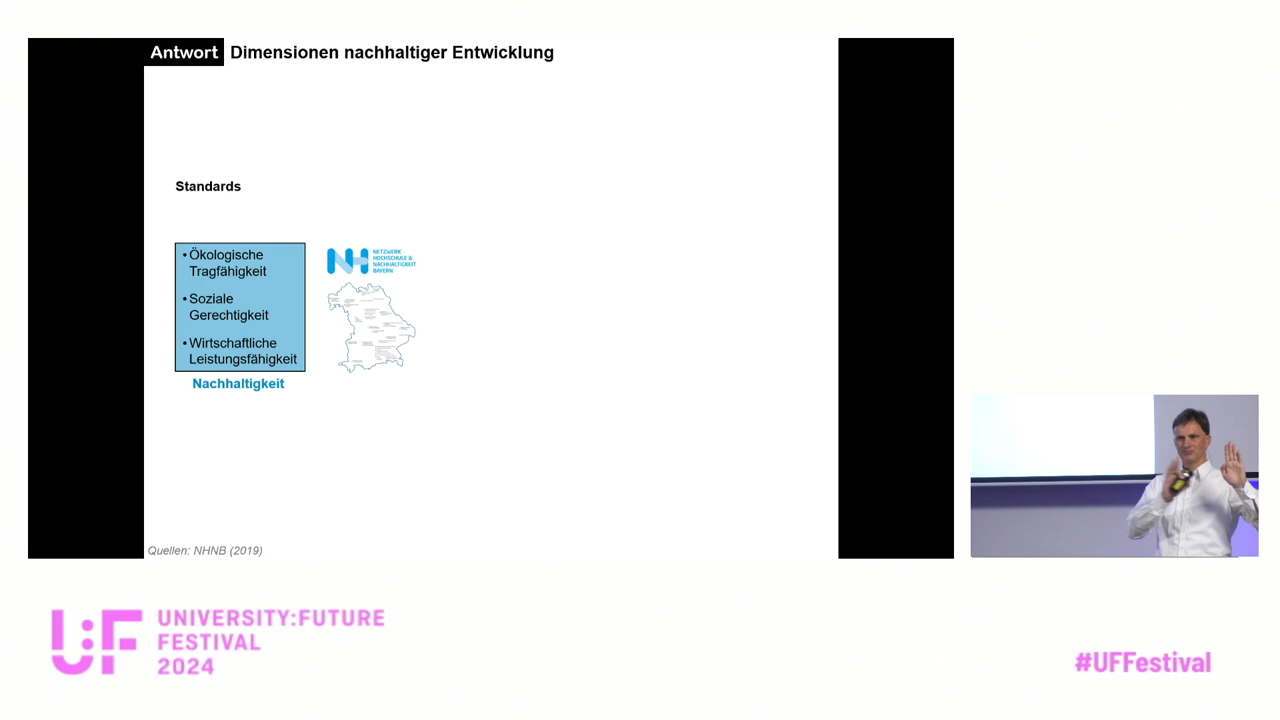 Antwort Dimensionen nachhaltiger Entwicklung
Standards
• Ökologische
Tragfähigkeit
• Soziale
Gerechtigkeit
• Wirtschaftliche
Leistungsfähigkeit
Nachhaltigkeit
NH
NETZWERK
HOCHSCHULE &
NACHHALTIGKEIT
BAYERN
Quellen: NHNB (2019)
U:F
UNIVERSITY:FUTURE
FESTIVAL
2024
#UFFestival